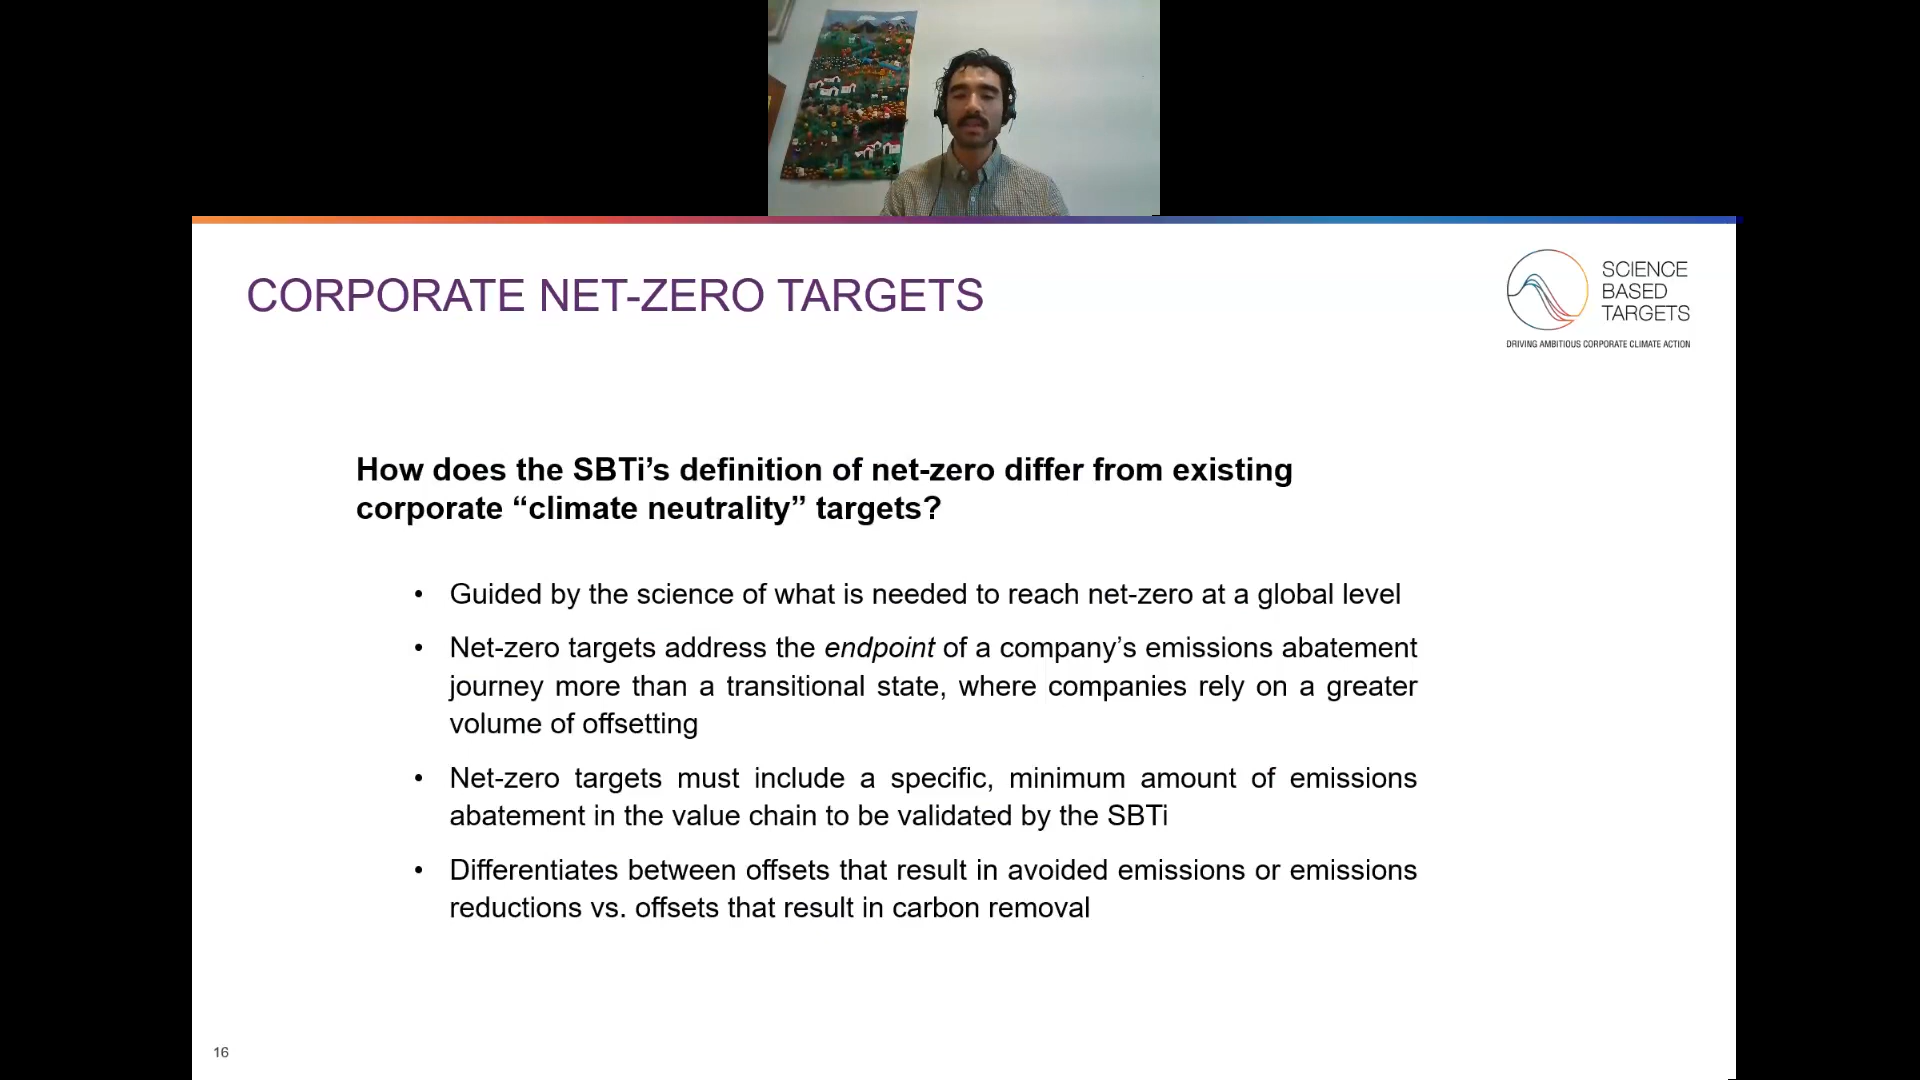 CORPORATE NET-ZERO TARGETS
SCIENCE
BASED
TARGETS
DRIVING AMBITIOUS CORPORATE CLIMATE ACTION
How does the SBTi’s definition of net-zero differ from existing
corporate “climate neutrality” targets?
• Guided by the science of what is needed to reach net-zero at a global level
• Net-zero targets address the endpoint of a company’s emissions abatement
journey more than a transitional state, where companies rely on a greater
volume of offsetting
• Net-zero targets must include a specific, minimum amount of emissions
abatement in the value chain to be validated by the SBTi
• Differentiates between offsets that result in avoided emissions or emissions
reductions vs. offsets that result in carbon removal
16